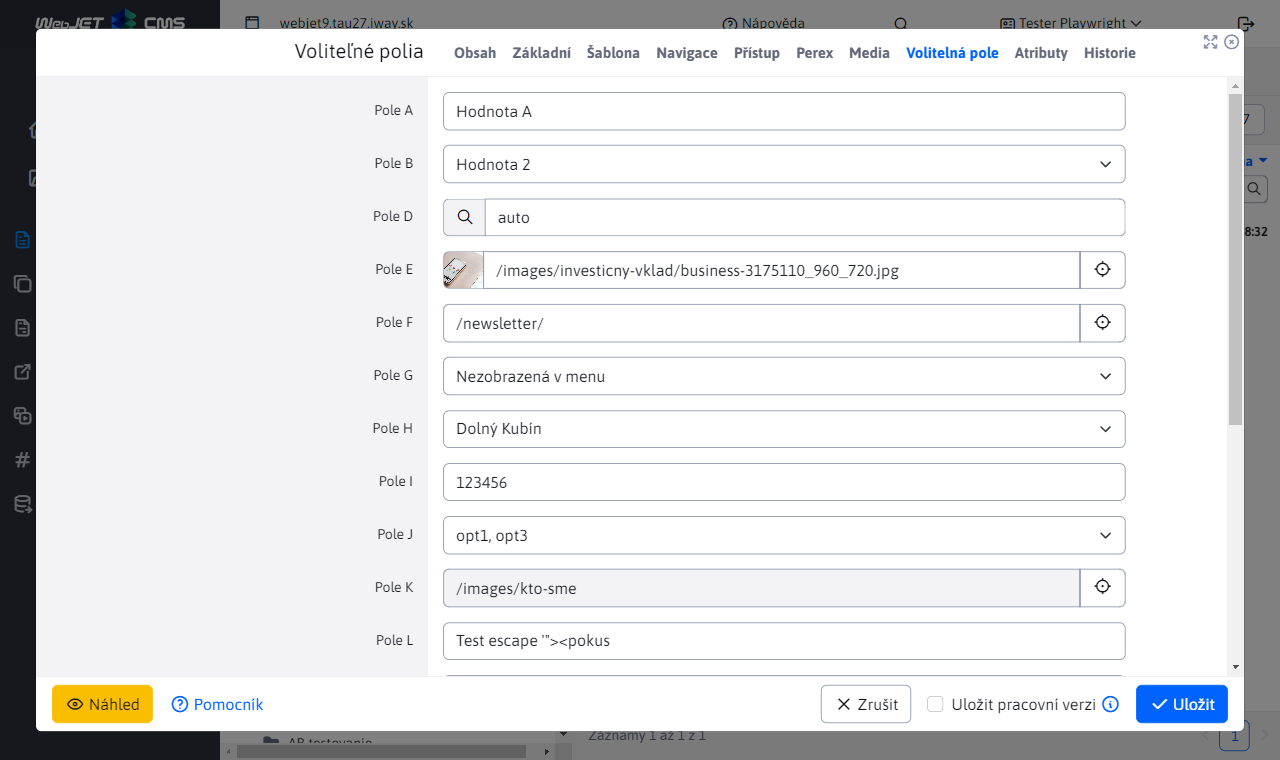 WebJET CMS
webjet9.tau27.iway.sk
Nápověda
Tester Playwright
Voliteľné polia
Obsah
Základní
Šablona
Navigace
Přístup
Perex
Media
Volitelná pole
Atributy
Historie
Pole A
Hodnota A
Pole B
Hodnota 2
Pole D
auto
Pole E
/images/investicny-vklad/business-3175110_960_720.jpg
Pole F
/newsletter/
Pole G
Nezobrazená v menu
Pole H
Dolný Kubín
Pole I
123456
Pole J
opt1, opt3
Pole K
/images/kto-sme
Pole L
Test escape '"><pokus
8:32
Náhled
Pomocník
Zrušit
Uložit pracovní verzi
Uložit
AB testovanie
Záznamy 1 až 1 z 1
1